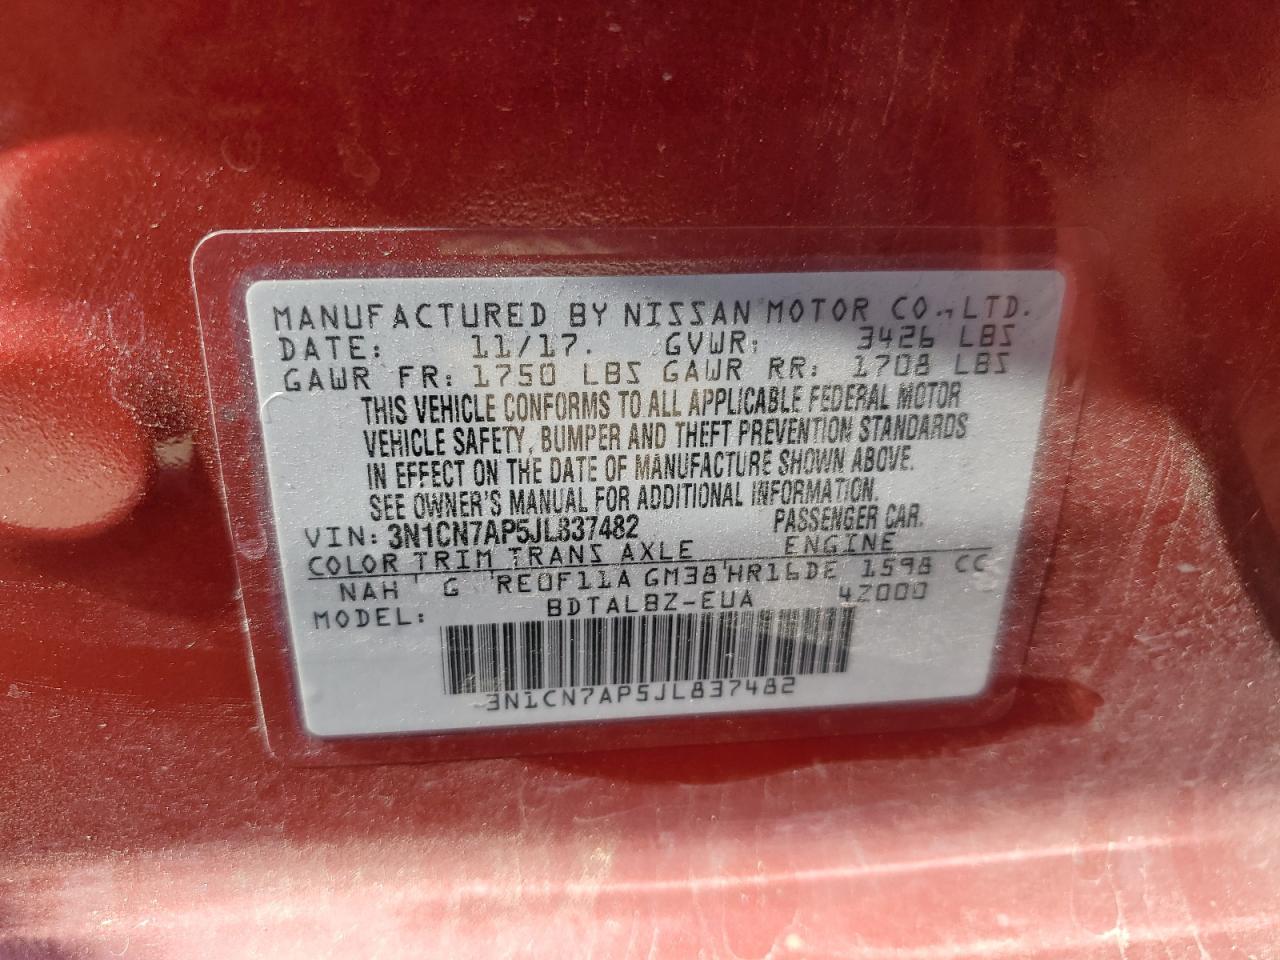 MANUFACTURED BY NISSAN MOTOR CO., LTD.
DATE: 11/17. GVWR: 3426 LBS
GAWR FR: 1750 LBS GAWR RR: 1708 LBS
THIS VEHICLE CONFORMS TO ALL APPLICABLE FEDERAL MOTOR
VEHICLE SAFETY, BUMPER AND THEFT PREVENTION STANDARDS
IN EFFECT ON THE DATE OF MANUFACTURE SHOWN ABOVE.
SEE OWNER'S MANUAL FOR ADDITIONAL INFORMATION.
VIN: 3N1CN7AP5JL837482 PASSENGER CAR.
COLOR TRIM TRANS AXLE ENGINE
NAH G RE0F11A GM38 HR16DE 1598 CC
MODEL: BDTALBZ-EUA 4Z000
3N1CN7AP5JL837482